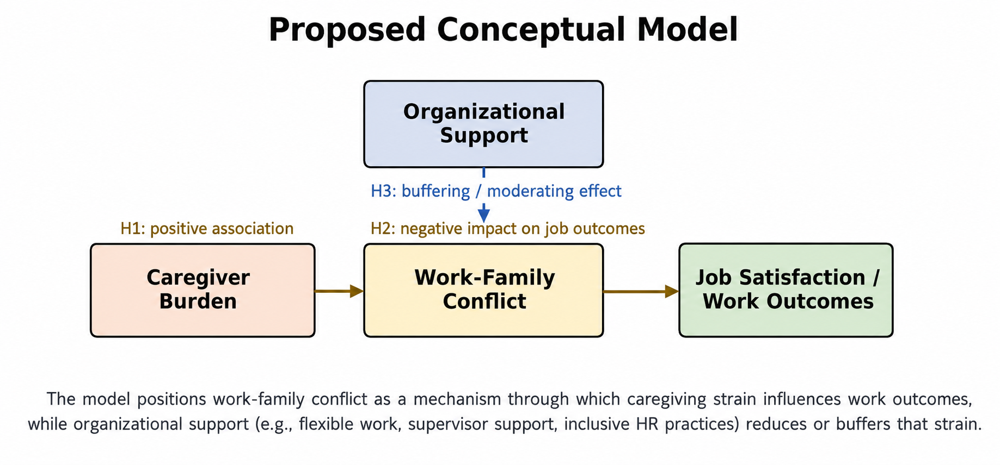 Proposed Conceptual Model
Organizational
Support
H3: buffering / moderating effect
H1: positive association
H2: negative impact on job outcomes
Caregiver
Burden
Work-Family
Conflict
Job Satisfaction /
Work Outcomes
The model positions work-family conflict as a mechanism through which caregiving strain influences work outcomes,
while organizational support (e.g., flexible work, supervisor support, inclusive HR practices) reduces or buffers that strain.